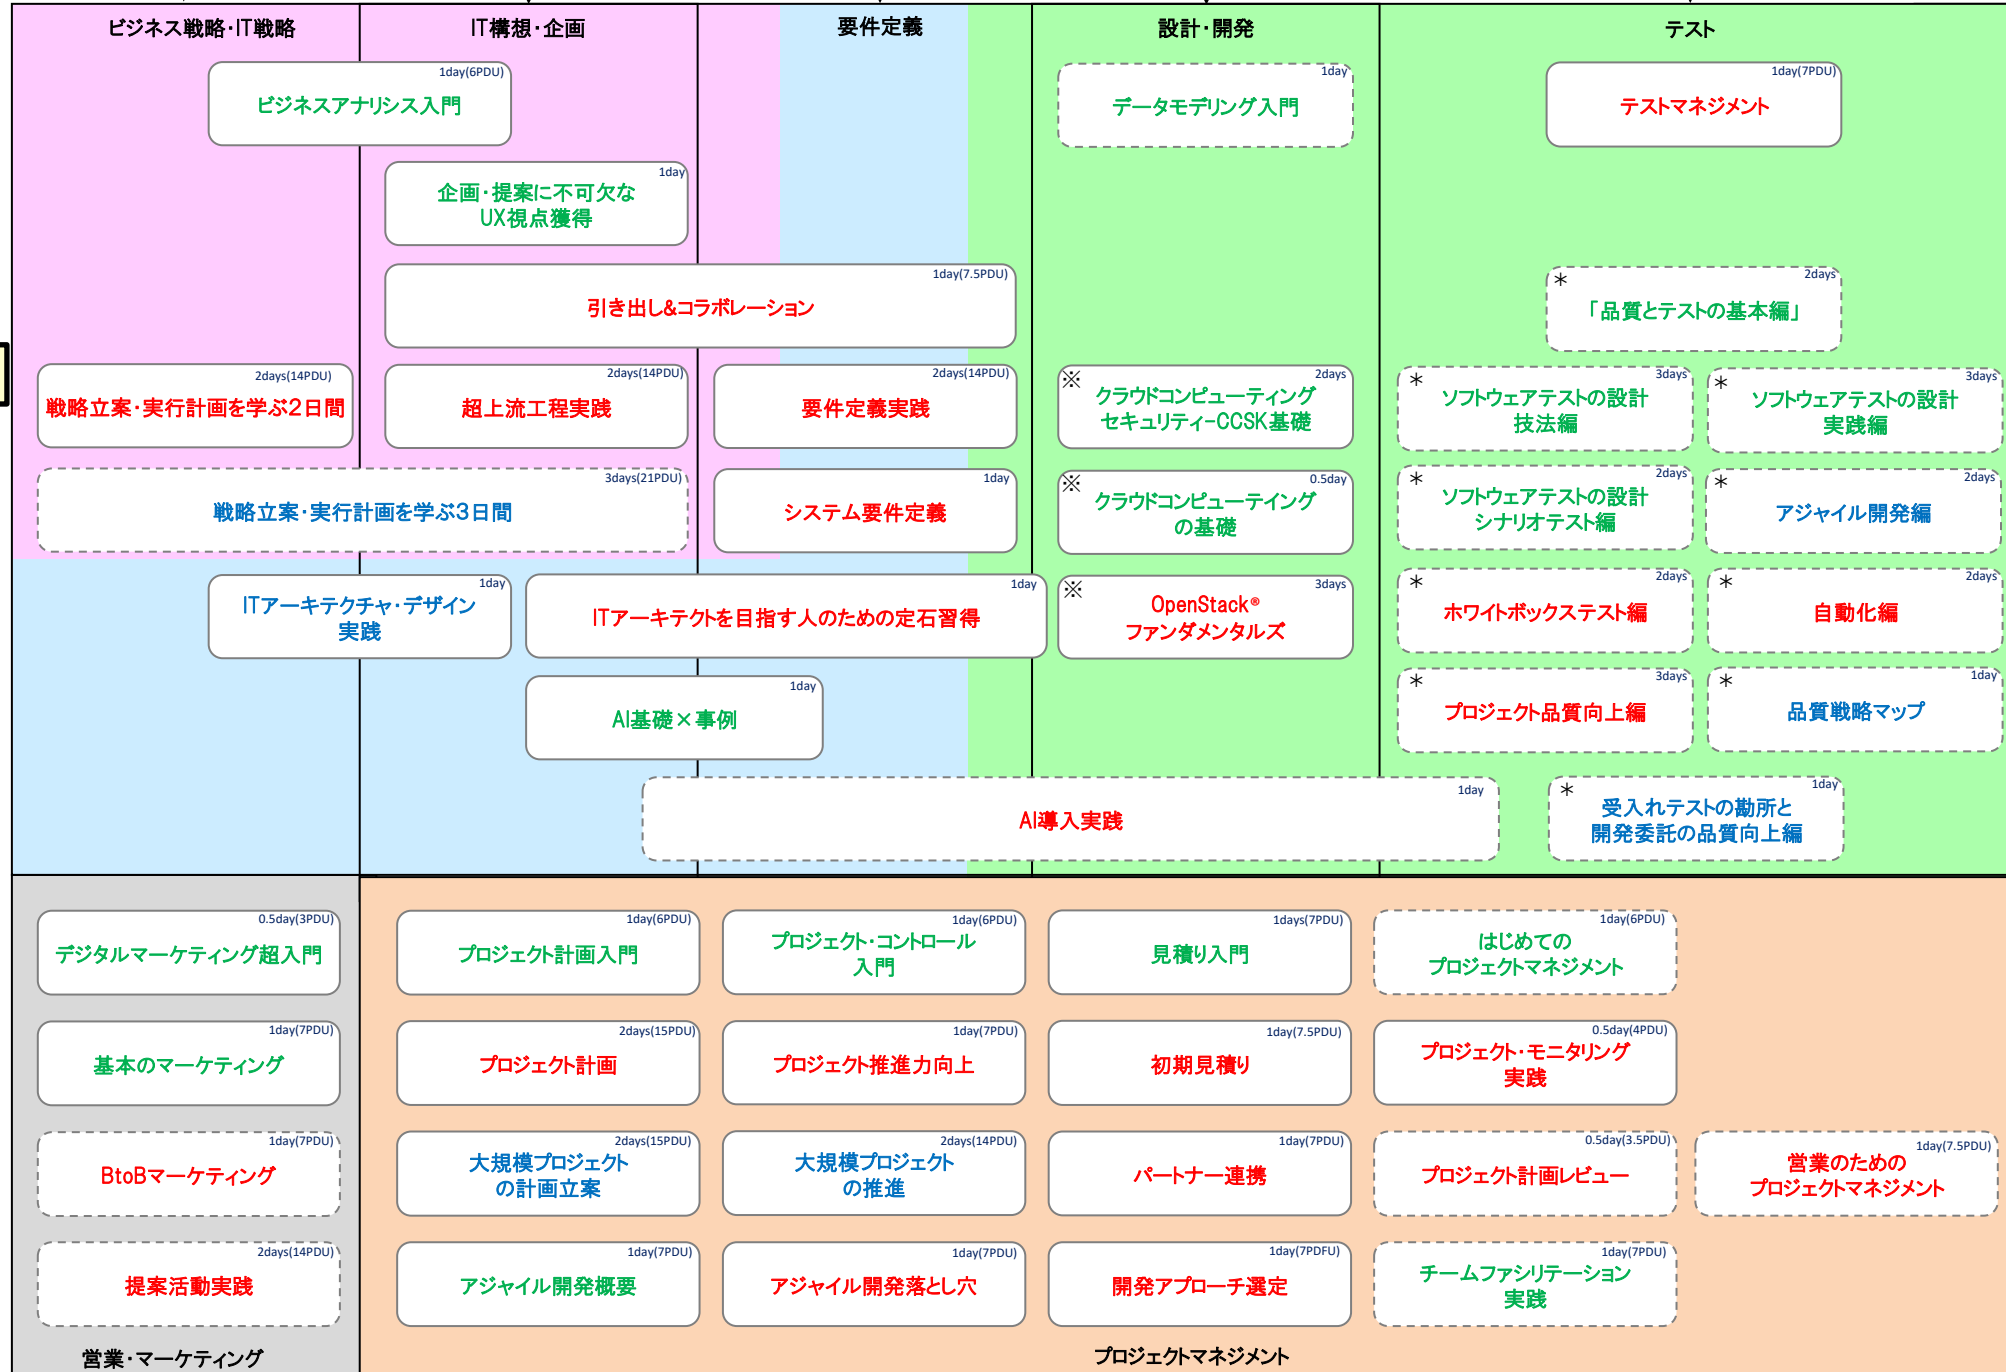 ビジネス戦略・IT戦略
IT構想・企画
要件定義
設計・開発
テスト
1day(6PDU)
ビジネスアナリシス入門
1day
データモデリング入門
1day(7PDU)
テストマネジメント
1day
企画・提案に不可欠な
UX視点獲得
1day(7.5PDU)
引き出し&コラボレーション
＊
2days
「品質とテストの基本編」
2days(14PDU)
戦略立案・実行計画を学ぶ2日間
2days(14PDU)
超上流工程実践
2days(14PDU)
要件定義実践
※
2days
クラウドコンピューティング
セキュリティ-CCSK基礎
＊
3days
ソフトウェアテストの設計
技法編
＊
3days
ソフトウェアテストの設計
実践編
3days(21PDU)
戦略立案・実行計画を学ぶ3日間
1day
システム要件定義
※
0.5day
クラウドコンピューテイング
の基礎
＊
2days
ソフトウェアテストの設計
シナリオテスト編
＊
2days
アジャイル開発編
1day
ITアーキテクチャ・デザイン
実践
1day
ITアーキテクトを目指す人のための定石習得
※
3days
OpenStack®
ファンダメンタルズ
＊
2days
ホワイトボックステスト編
＊
2days
自動化編
1day
AI基礎×事例
＊
3days
プロジェクト品質向上編
＊
1day
品質戦略マップ
1day
AI導入実践
＊
1day
受入れテストの勘所と
開発委託の品質向上編
0.5day(3PDU)
デジタルマーケティング超入門
1day(6PDU)
プロジェクト計画入門
1day(6PDU)
プロジェクト・コントロール
入門
1days(7PDU)
見積り入門
1day(6PDU)
はじめての
プロジェクトマネジメント
1day(7PDU)
基本のマーケティング
2days(15PDU)
プロジェクト計画
1day(7PDU)
プロジェクト推進力向上
1day(7.5PDU)
初期見積り
0.5day(4PDU)
プロジェクト・モニタリング
実践
1day(7PDU)
BtoBマーケティング
2days(15PDU)
大規模プロジェクト
の計画立案
2days(14PDU)
大規模プロジェクト
の推進
1day(7PDU)
パートナー連携
0.5day(3.5PDU)
プロジェクト計画レビュー
1day(7.5PDU)
営業のための
プロジェクトマネジメント
2days(14PDU)
提案活動実践
1day(7PDU)
アジャイル開発概要
1day(7PDU)
アジャイル開発落とし穴
1day(7PDFU)
開発アプローチ選定
1day(7PDU)
チームファシリテーション
実践
営業・マーケティング
プロジェクトマネジメント